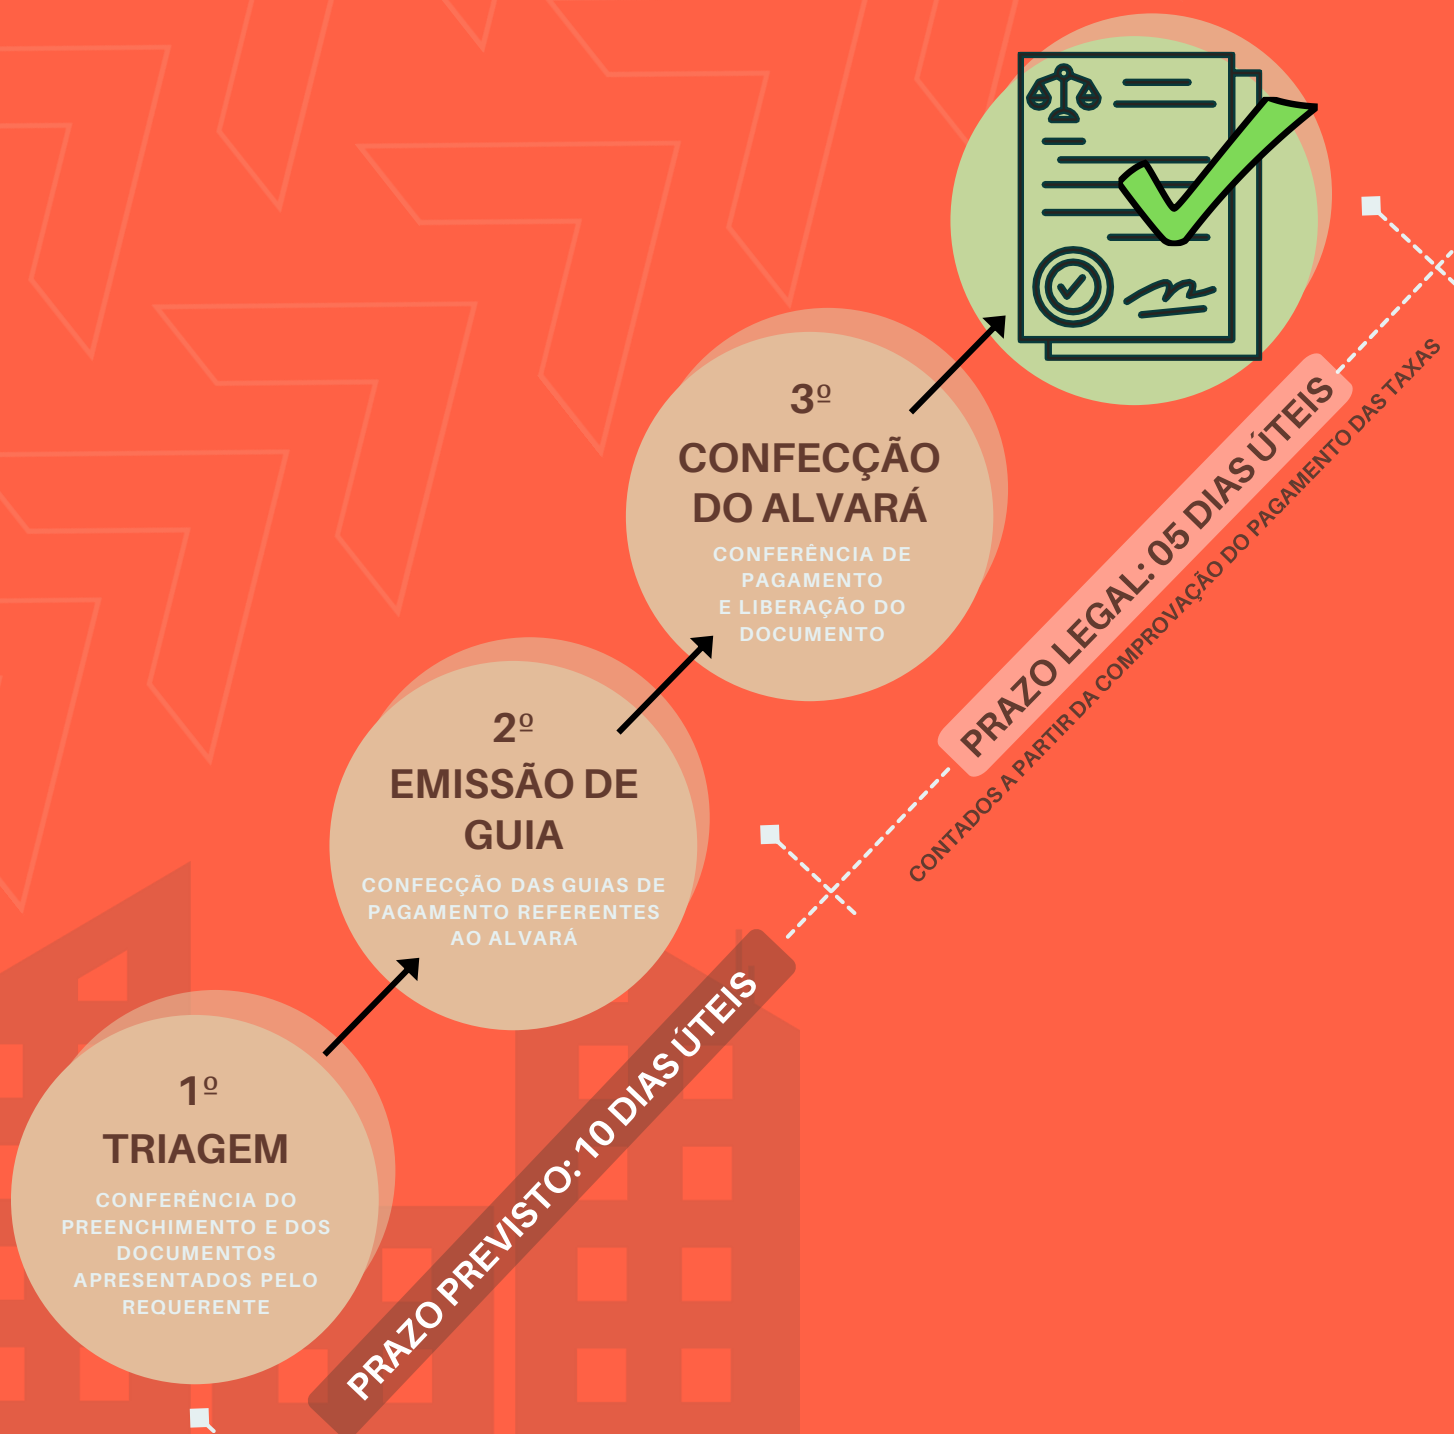 3º
CONFECÇÃO
DO ALVARÁ
CONFERÊNCIA DE
PAGAMENTO
E LIBERAÇÃO DO
DOCUMENTO
2º
EMISSÃO DE
GUIA
CONFECÇÃO DAS GUIAS DE
PAGAMENTO REFERENTES
AO ALVARÁ
1º
TRIAGEM
CONFERÊNCIA DO
PREENCHIMENTO E DOS
DOCUMENTOS
APRESENTADOS PELO
REQUERENTE
PRAZO PREVISTO: 10 DIAS ÚTEIS
PRAZO LEGAL: 05 DIAS ÚTEIS
CONTADOS A PARTIR DA COMPROVAÇÃO DO PAGAMENTO DAS TAXAS